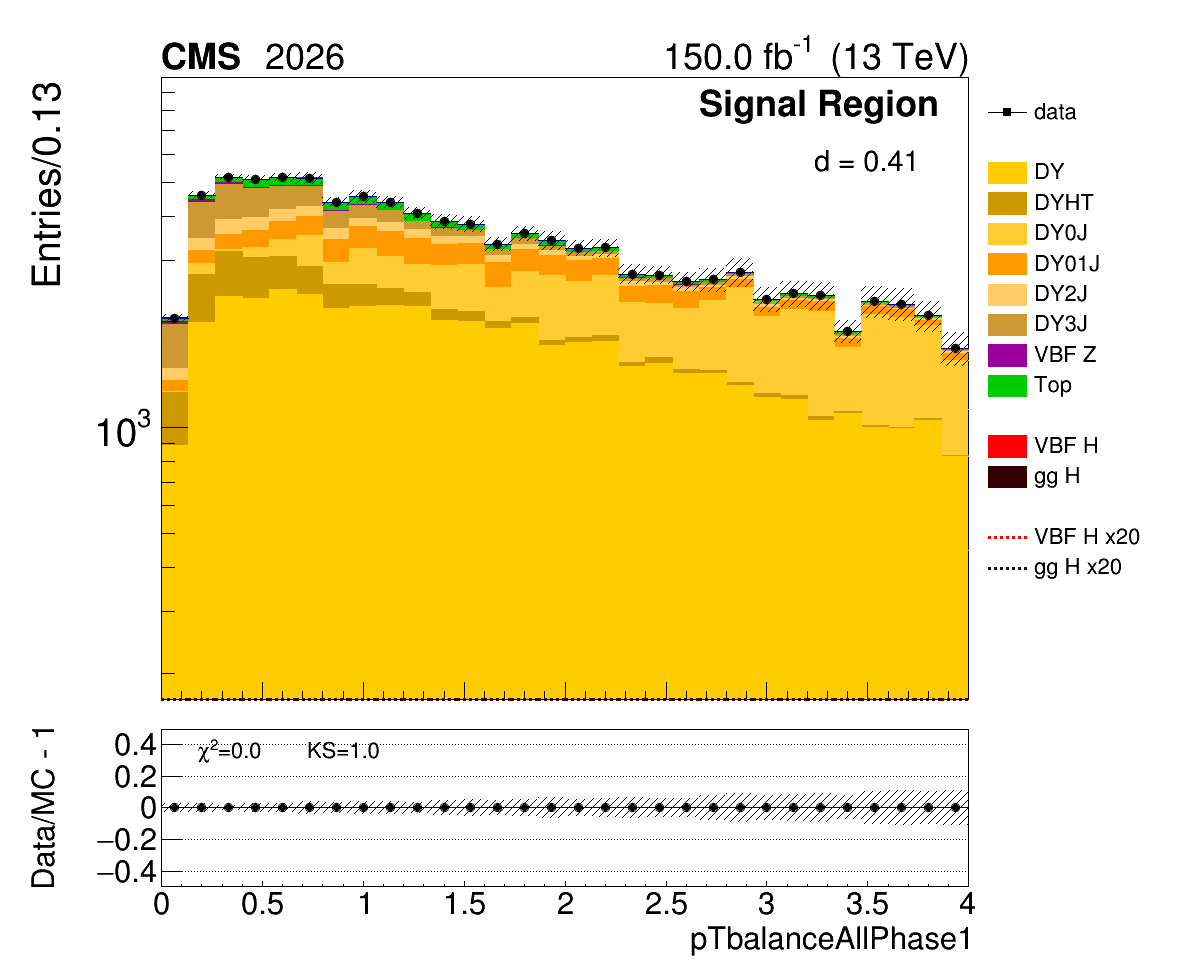 CMS 2026 150.0 fb-1 (13 TeV)
Entries/0.13
Signal Region
d = 0.41
10^3
data
DY
DYHT
DY0J
DY01J
DY2J
DY3J
VBF Z
Top
VBF H
gg H
VBF H x20
gg H x20
Data/MC - 1
χ²=0.0 KS=1.0
0.4
0.2
0
−0.2
−0.4
0 0.5 1 1.5 2 2.5 3 3.5 4
pTbalanceAllPhase1